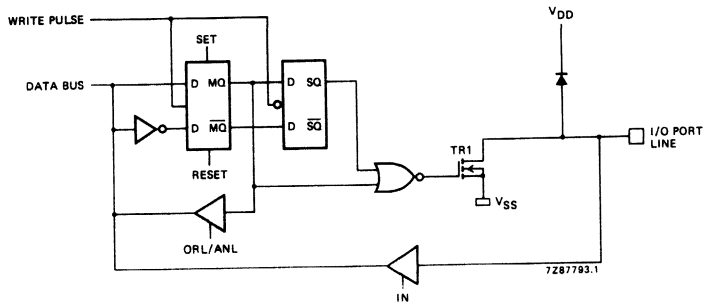 V_DD
WRITE PULSE
SET
DATA BUS
D MQ
D SQ
D M̅Q̅
D S̅Q̅
RESET
TR1
I/O PORT
LINE
V_SS
ORL/ANL
7Z87793.1
IN